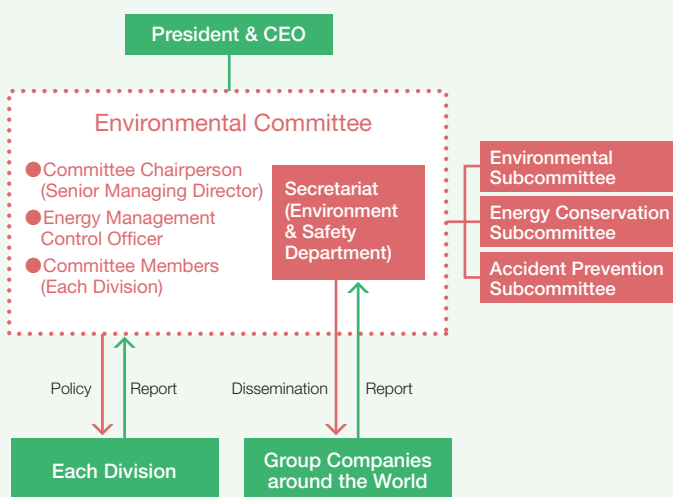 President & CEO
Environmental Committee
●Committee Chairperson
(Senior Managing Director)
●Energy Management
Control Officer
●Committee Members
(Each Division)
Secretariat
(Environment
& Safety
Department)
Environmental
Subcommittee
Energy Conservation
Subcommittee
Accident Prevention
Subcommittee
Policy
Report
Dissemination
Report
Each Division
Group Companies
around the World